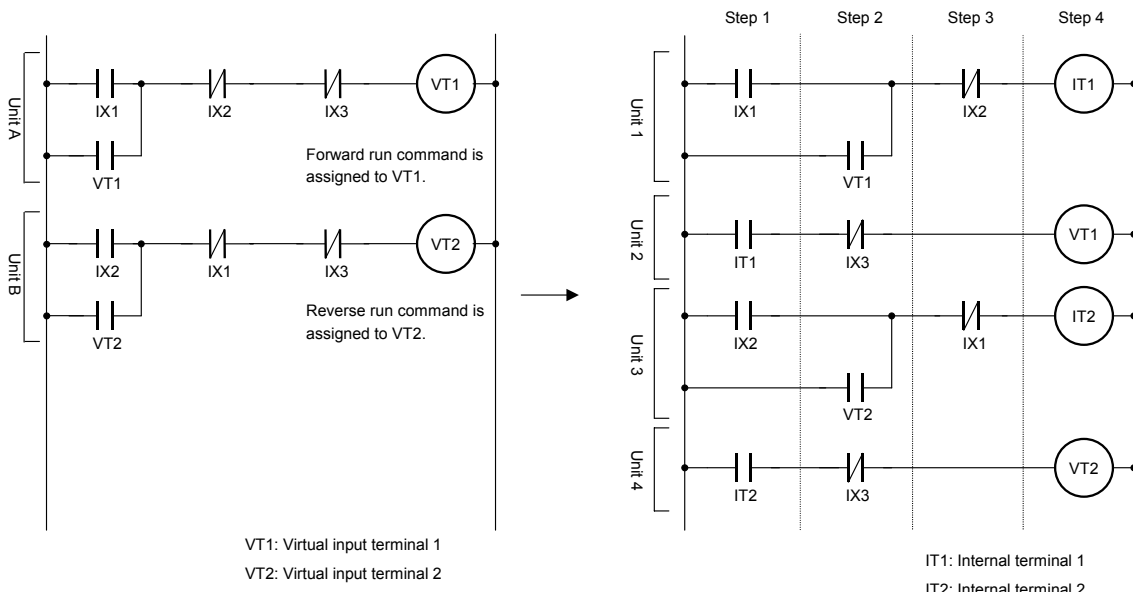 Step 1
Step 2
Step 3
Step 4
Unit A
IX1
IX2
IX3
VT1
VT1
Forward run command is
assigned to VT1.
Unit B
IX2
IX1
IX3
VT2
VT2
Reverse run command is
assigned to VT2.
VT1: Virtual input terminal 1
VT2: Virtual input terminal 2
Unit 1
IX1
IX2
IT1
VT1
Unit 2
IT1
IX3
VT1
Unit 3
IX2
IX1
IT2
VT2
Unit 4
IT2
IX3
VT2
IT1: Internal terminal 1
IT2: Internal terminal 2